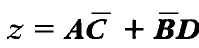 z = AC̅ + B̅D